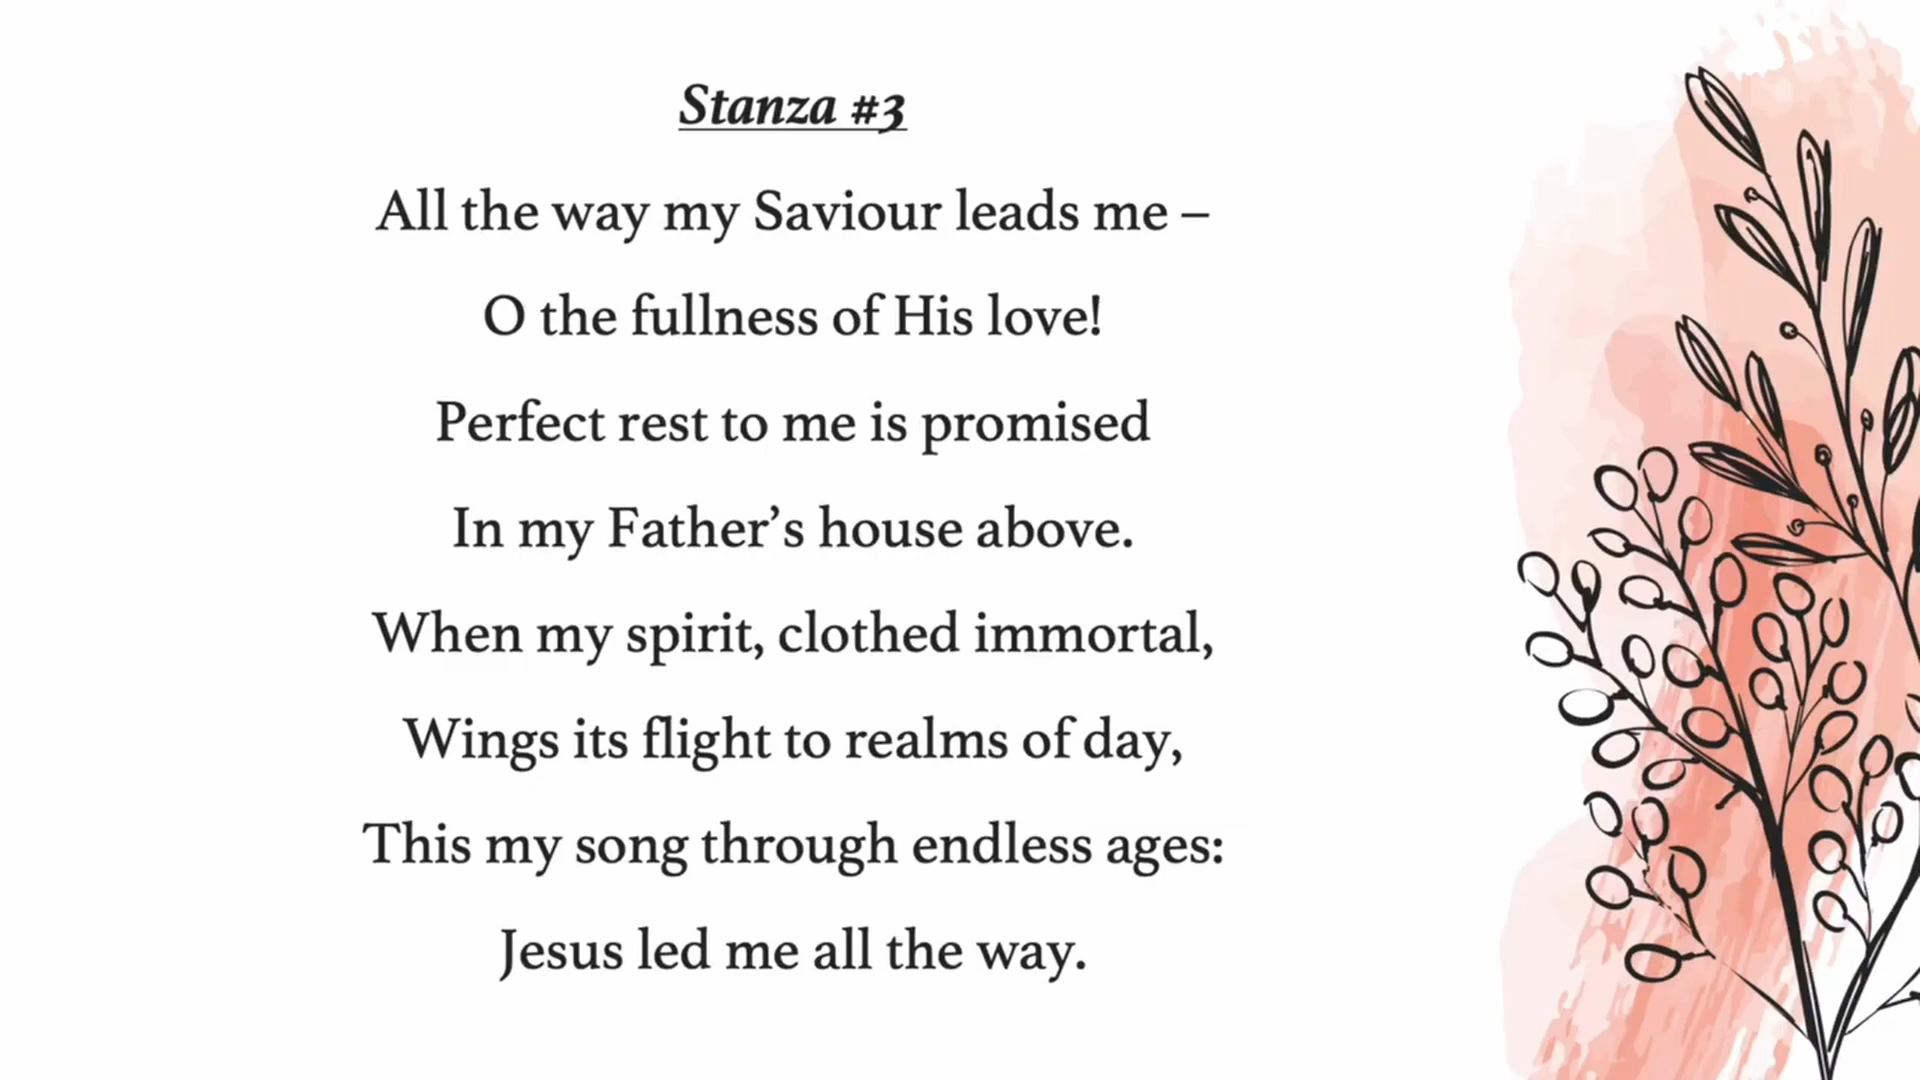 Stanza #3
All the way my Saviour leads me –
O the fullness of His love!
Perfect rest to me is promised
In my Father’s house above.
When my spirit, clothed immortal,
Wings its flight to realms of day,
This my song through endless ages:
Jesus led me all the way.